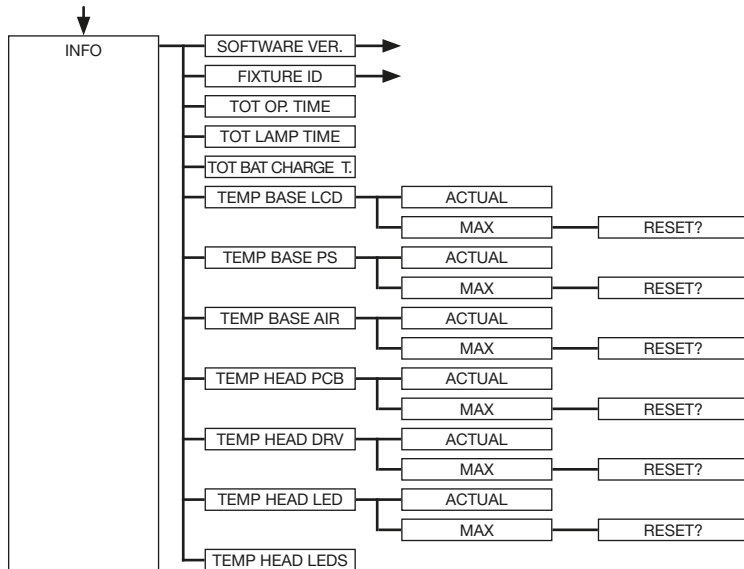 INFO
SOFTWARE VER.
FIXTURE ID
TOT OP. TIME
TOT LAMP TIME
TOT BAT CHARGE T.
TEMP BASE LCD
ACTUAL
MAX
RESET?
TEMP BASE PS
ACTUAL
MAX
RESET?
TEMP BASE AIR
ACTUAL
MAX
RESET?
TEMP HEAD PCB
ACTUAL
MAX
RESET?
TEMP HEAD DRV
ACTUAL
MAX
RESET?
TEMP HEAD LED
ACTUAL
MAX
RESET?
TEMP HEAD LEDS